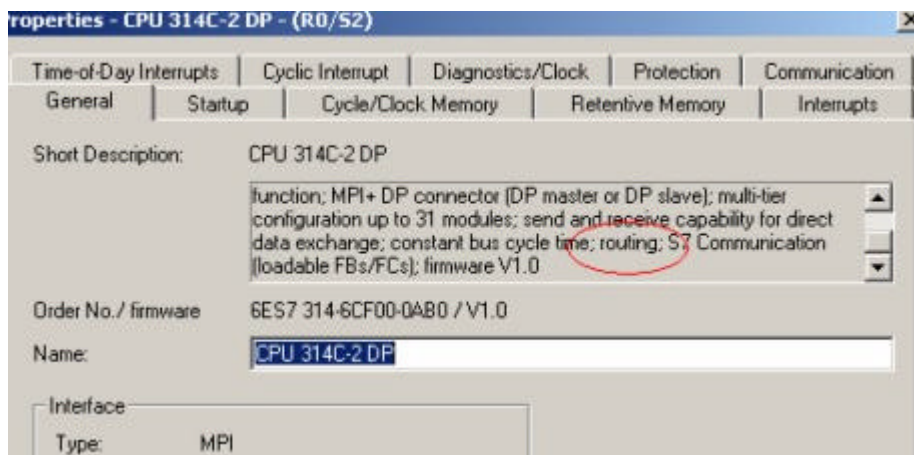 Properties - CPU 314C-2 DP - (R0/S2)
Time-of-Day Interrupts Cyclic Interrupt Diagnostics/Clock Protection Communication
General Startup Cycle/Clock Memory Retentive Memory Interrupts
Short Description: CPU 314C-2 DP
function; MPI+ DP connector (DP master or DP slave); multi-tier
configuration up to 31 modules; send and receive capability for direct
data exchange; constant bus cycle time; routing; S7 Communication
(loadable FBs/FCs); firmware V1.0
Order No./ firmware 6ES7 314-6CF00-0AB0 / V1.0
Name: CPU 314C-2 DP
Interface
Type: MPI